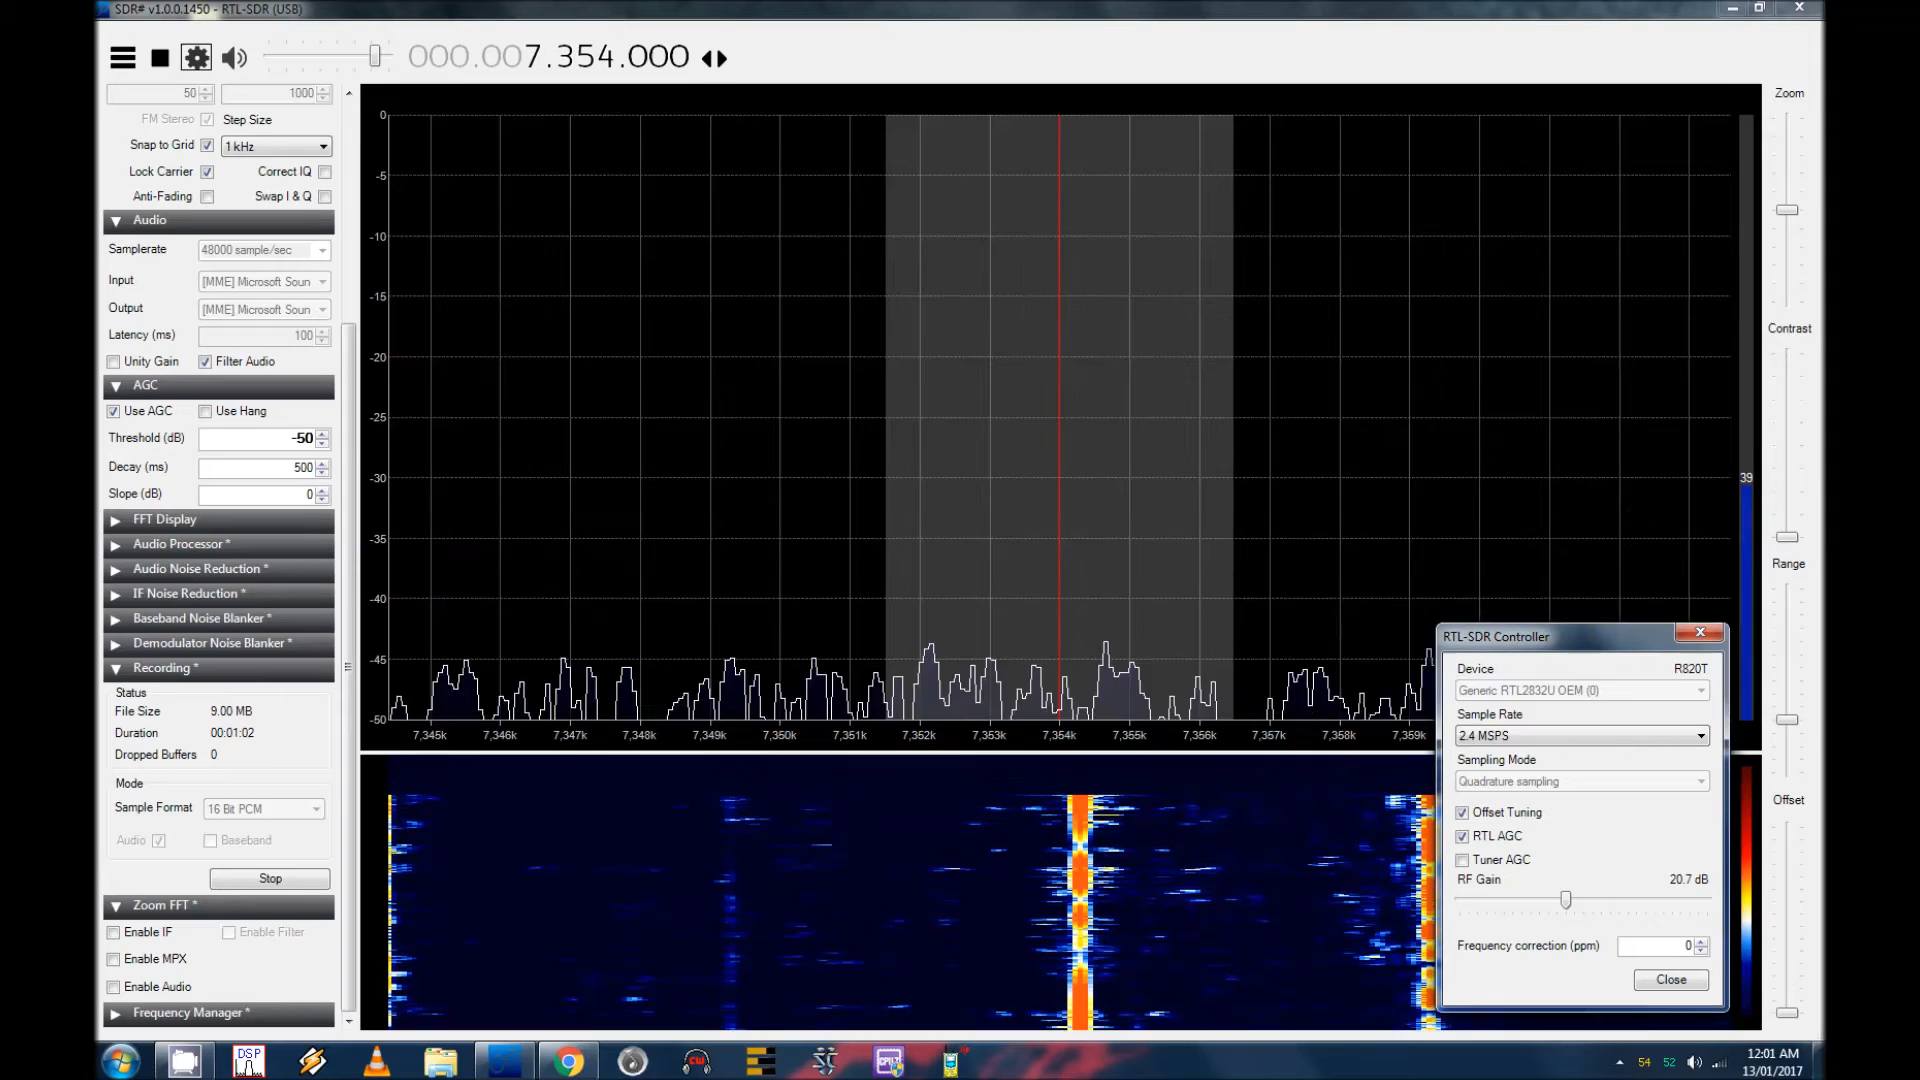 SDR# v1.0.0.1450 - RTL-SDR (USB)
000.007.354.000
50 1000
FM Stereo Step Size
Snap to Grid 1 kHz
Lock Carrier Correct IQ
Anti-Fading Swap I & Q
Audio
Samplerate 48000 sample/sec
Input [MME] Microsoft Soun
Output [MME] Microsoft Soun
Latency (ms) 100
Unity Gain Filter Audio
AGC
Use AGC Use Hang
Threshold (dB) -50
Decay (ms) 500
Slope (dB) 0
FFT Display
Audio Processor *
Audio Noise Reduction *
IF Noise Reduction *
Baseband Noise Blanker *
Demodulator Noise Blanker *
Recording *
Status
File Size 9.00 MB
Duration 00:01:02
Dropped Buffers 0
Mode
Sample Format 16 Bit PCM
Audio Baseband
Stop
Zoom FFT *
Enable IF Enable Filter
Enable MPX
Enable Audio
Frequency Manager *
0
-5
-10
-15
-20
-25
-30
-35
-40
-45
-50
7,345k 7,346k 7,347k 7,348k 7,349k 7,350k 7,351k 7,352k 7,353k 7,354k 7,355k 7,356k 7,357k 7,358k 7,359k
39
Zoom
Contrast
Range
Offset
RTL-SDR Controller
Device R820T
Generic RTL2832U OEM (0)
Sample Rate
2.4 MSPS
Sampling Mode
Quadrature sampling
Offset Tuning
RTL AGC
Tuner AGC
RF Gain 20.7 dB
Frequency correction (ppm) 0
Close
DSP
CW
54 52
12:01 AM
13/01/2017